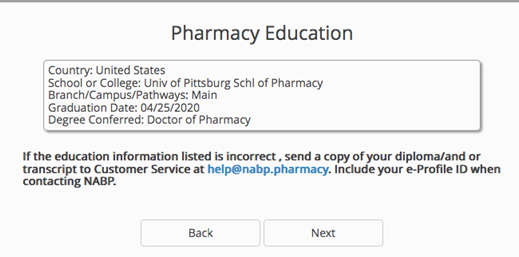 Pharmacy Education
Country: United States
School or College: Univ of Pittsburg Schl of Pharmacy
Branch/Campus/Pathways: Main
Graduation Date: 04/25/2020
Degree Conferred: Doctor of Pharmacy
If the education information listed is incorrect , send a copy of your diploma/and or
transcript to Customer Service at help@nabp.pharmacy. Include your e-Profile ID when
contacting NABP.
Back
Next